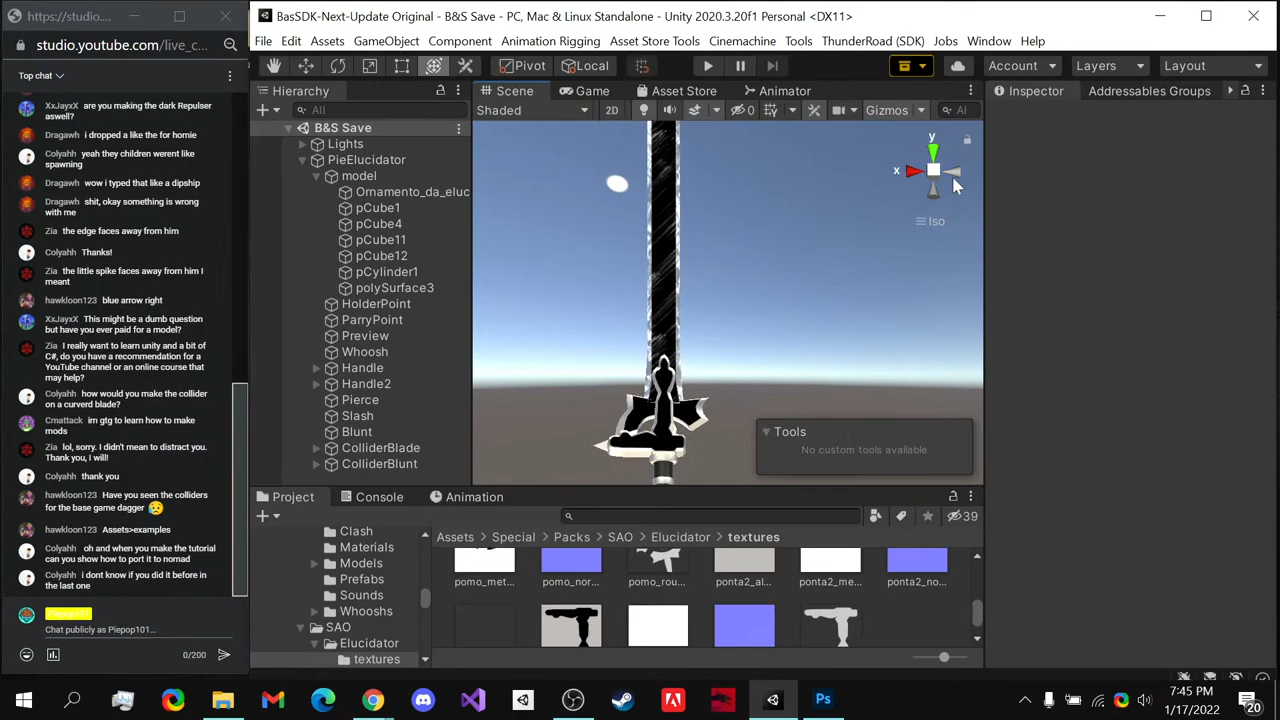 https://studio.youtube.com/live_c...
studio.youtube.com/live_c...
Top chat
XxJayxX are you making the dark Repulser
aswell?
Dragawh i dropped a like the for homie
Colyahh yeah they children werent like
spawning
Dragawh wow i typed that like a dipship
Dragawh shit, okay something is wrong
with me
Zia the edge faces away from him
Colyahh Thanks!
Zia the little spike faces away from him I
meant
hawkloon123 blue arrow right
XxJayxX This might be a dumb question
but have you ever paid for a model?
Zia I really want to learn unity and a bit of
C#, do you have a recommendation for a
YouTube channel or an online course that
may help?
Colyahh how would you make the collider
on a curverd blade?
Cmattack im gtg to learn how to make
mods
Zia lol, sorry. I didn't mean to distract you.
Thank you, I will!
Colyahh thank you
hawkloon123 Have you seen the colliders
for the base game dagger
hawkloon123 Assets>examples
Colyahh oh and when you make the tutorial
can you show how to port it to nomad
Colyahh i dont know if you did it before in
the last one
Piepop101
Chat publicly as Piepop101...
0/200
BasSDK-Next-Update Original - B&S Save - PC, Mac & Linux Standalone - Unity 2020.3.20f1 Personal <DX11>
File Edit Assets GameObject Component Animation Rigging Asset Store Tools Cinemachine Tools ThunderRoad (SDK) Jobs Window Help
Pivot Local Account Layers Layout
Hierarchy
All
B&S Save
Lights
PieElucidator
model
Ornamento_da_eluc
pCube1
pCube4
pCube11
pCube12
pCylinder1
polySurface3
HolderPoint
ParryPoint
Preview
Whoosh
Handle
Handle2
Pierce
Slash
Blunt
ColliderBlade
ColliderBlunt
Scene Game Asset Store Animator
Shaded 2D 0 Gizmos Al
y
x
Iso
Tools
No custom tools available
Inspector Addressables Groups
Project Console Animation
39
Clash
Materials
Models
Prefabs
Sounds
Whooshs
SAO
Elucidator
textures
Assets > Special > Packs > SAO > Elucidator > textures
pomo_met... pomo_nor... pomo_rou... ponta2_al... ponta2_me... ponta2_no...
Ps
7:45 PM
1/17/2022
20